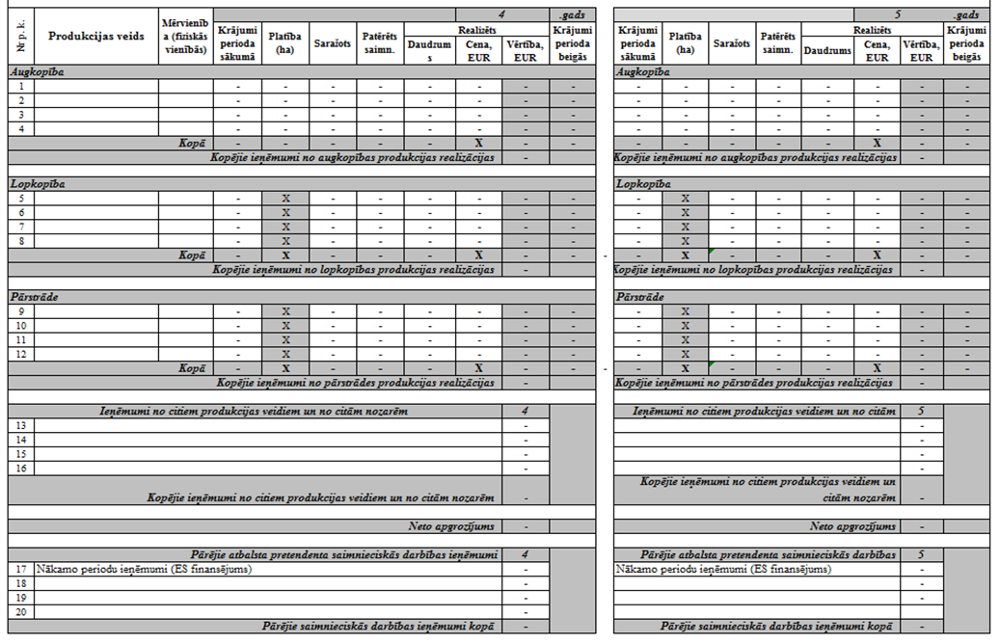 4 .gads 5 .gads
Nr p. k. Produkcijas veids Mērvienīb a (fiziskās vienībās) Krājumi perioda sākumā Platība (ha) Saražots Patērēts saimn. Realizēts Daudzum s Cena, EUR Vērtība, EUR Krājumi perioda beigās Krājumi perioda sākumā Platība (ha) Saražots Patērēts saimn. Realizēts Daudzums Cena, EUR Vērtība, EUR Krājumi perioda beigās
Augkopība Augkopība
1 - - - - - - - - - - - - - - - -
2 - - - - - - - - - - - - - - - -
3 - - - - - - - - - - - - - - - -
4 - - - - - - - - - - - - - - - -
Kopā - - - - - X - - - - - - - X - -
Kopējie ieņēmumi no augkopības produkcijas realizācijas - Kopējie ieņēmumi no augkopības produkcijas realizācijas -
Lopkopība Lopkopība
5 - X - - - - - - - X - - - - - -
6 - X - - - - - - - X - - - - - -
7 - X - - - - - - - X - - - - - -
8 - X - - - - - - - X - - - - - -
Kopā - X - - - X - - - - X - - - X - -
Kopējie ieņēmumi no lopkopības produkcijas realizācijas - Kopējie ieņēmumi no lopkopības produkcijas realizācijas -
Pārstrāde Pārstrāde
9 - X - - - - - - - X - - - - - -
10 - X - - - - - - - X - - - - - -
11 - X - - - - - - - X - - - - - -
12 - X - - - - - - - X - - - - - -
Kopā - X - - - X - - - - X - - - X - -
Kopējie ieņēmumi no pārstrādes produkcijas realizācijas - Kopējie ieņēmumi no pārstrādes produkcijas realizācijas -
Ieņēmumi no citiem produkcijas veidiem un no citām nozarēm 4 Ieņēmumi no citiem produkcijas veidiem un no citām 5
13 - -
14 - -
15 - -
16 - -
Kopējie ieņēmumi no citiem produkcijas veidiem un no citām nozarēm - Kopējie ieņēmumi no citiem produkcijas veidiem un
citām nozarēm -
Neto apgrozījums - Neto apgrozījums -
Pārējie atbalsta pretendenta saimnieciskās darbības ieņēmumi 4 Pārējie atbalsta pretendenta saimnieciskās darbības 5
17 Nākamo periodu ieņēmumi (ES finansējums) - Nākamo periodu ieņēmumi (ES finansējums) -
18 - -
19 - -
20 -
Pārējie saimnieciskās darbības ieņēmumi kopā - Pārējie saimnieciskās darbības ieņēmumi kopā -